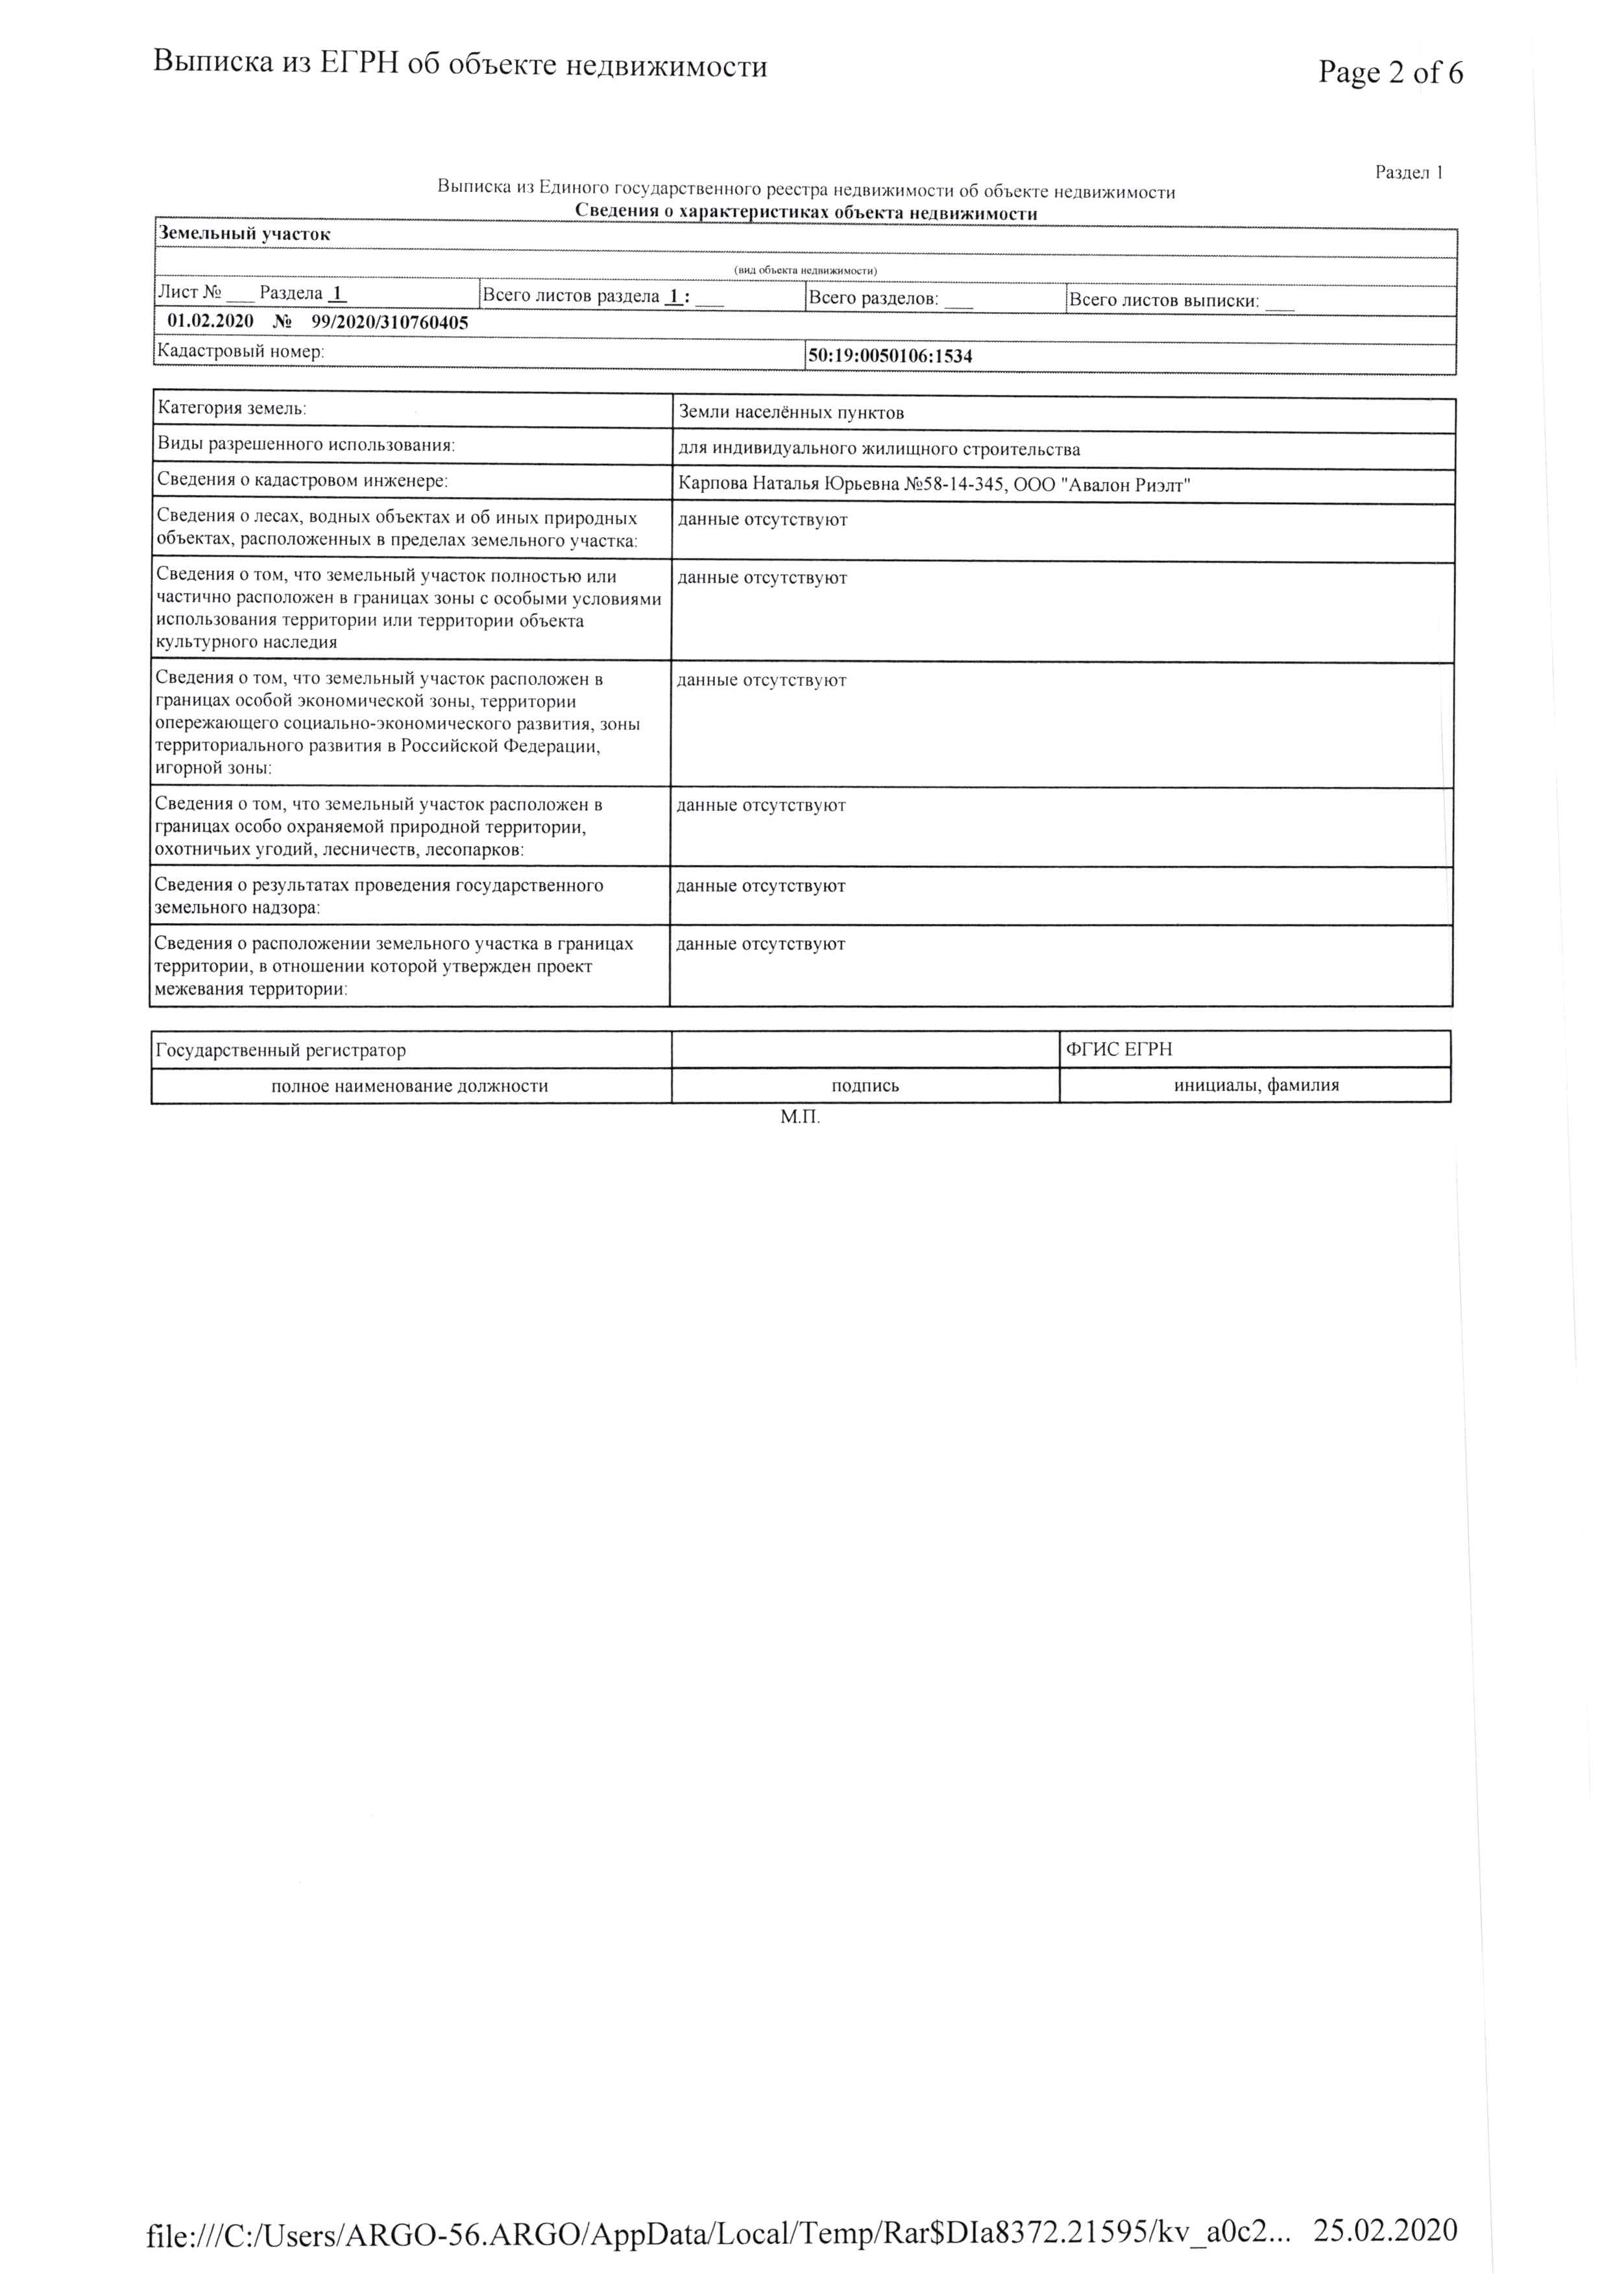 Выписка из ЕГРН об объекте недвижимости
Page 2 of 6
Раздел 1
Выписка из Единого государственного реестра недвижимости об объекте недвижимости
Сведения о характеристиках объекта недвижимости
Земельный участок
(вид объекта недвижимости)
Лист № ___ Раздела 1 Всего листов раздела 1 : ___ Всего разделов: ___ Всего листов выписки: ___
01.02.2020 № 99/2020/310760405
Кадастровый номер: 50:19:0050106:1534
Категория земель: Земли населённых пунктов
Виды разрешенного использования: для индивидуального жилищного строительства
Сведения о кадастровом инженере: Карпова Наталья Юрьевна №58-14-345, ООО "Авалон Риэлт"
Сведения о лесах, водных объектах и об иных природных данные отсутствуют
объектах, расположенных в пределах земельного участка:
Сведения о том, что земельный участок полностью или данные отсутствуют
частично расположен в границах зоны с особыми условиями
использования территории или территории объекта
культурного наследия
Сведения о том, что земельный участок расположен в данные отсутствуют
границах особой экономической зоны, территории
опережающего социально-экономического развития, зоны
территориального развития в Российской Федерации,
игорной зоны:
Сведения о том, что земельный участок расположен в данные отсутствуют
границах особо охраняемой природной территории,
охотничьих угодий, лесничеств, лесопарков:
Сведения о результатах проведения государственного данные отсутствуют
земельного надзора:
Сведения о расположении земельного участка в границах данные отсутствуют
территории, в отношении которой утвержден проект
межевания территории:
Государственный регистратор ФГИС ЕГРН
полное наименование должности подпись инициалы, фамилия
М.П.
file:///C:/Users/ARGO-56.ARGO/AppData/Local/Temp/Rar$DIa8372.21595/kv_a0c2... 25.02.2020